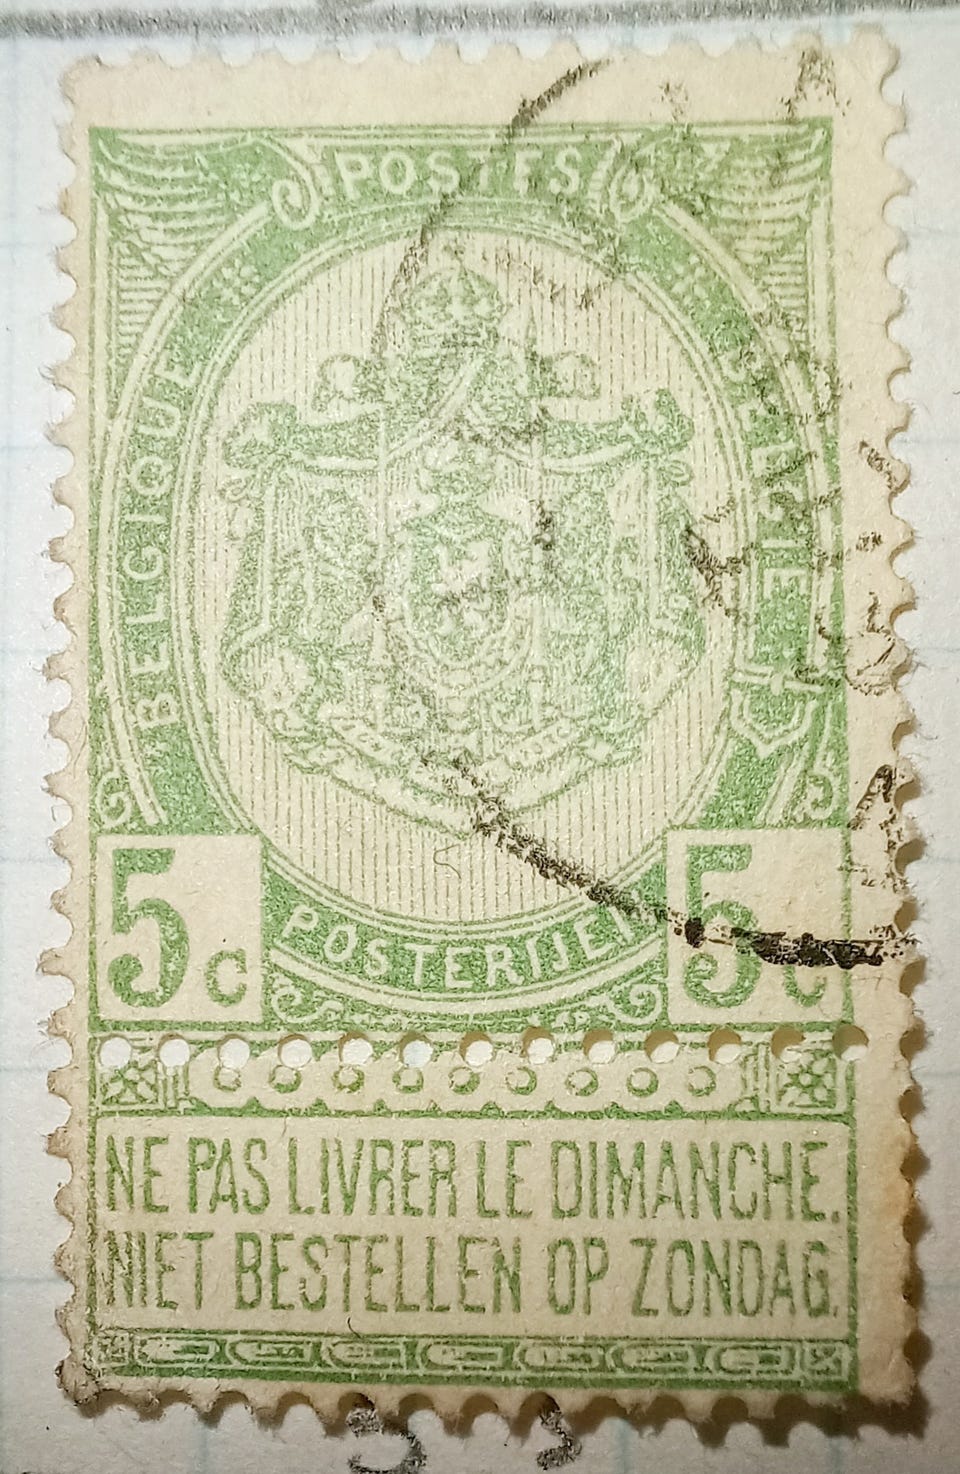 POSTES
BELGIQUE
BELGIE
5c
5c
POSTERIJEN
NE PAS LIVRER LE DIMANCHE.
NIET BESTELLEN OP ZONDAG.